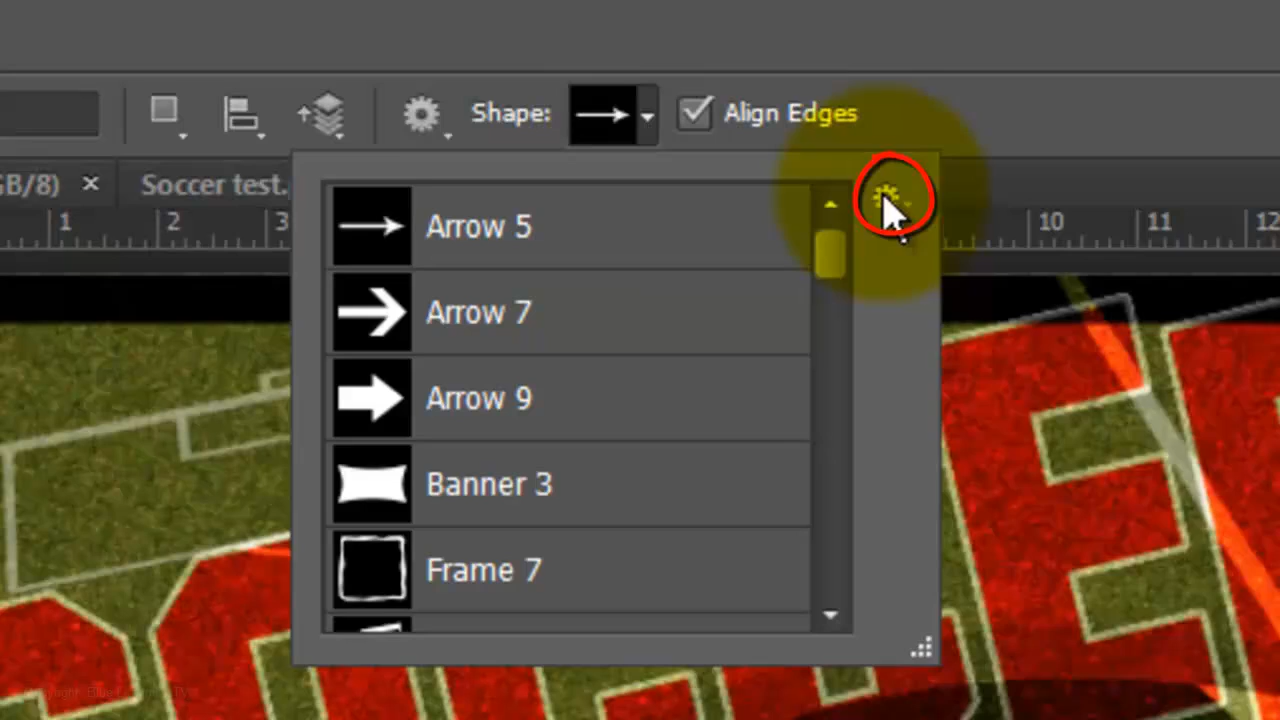 Shape:
Align Edges
GB/8) ×
Soccer test.
1
2
3
10
11
12
Arrow 5
Arrow 7
Arrow 9
Banner 3
Frame 7